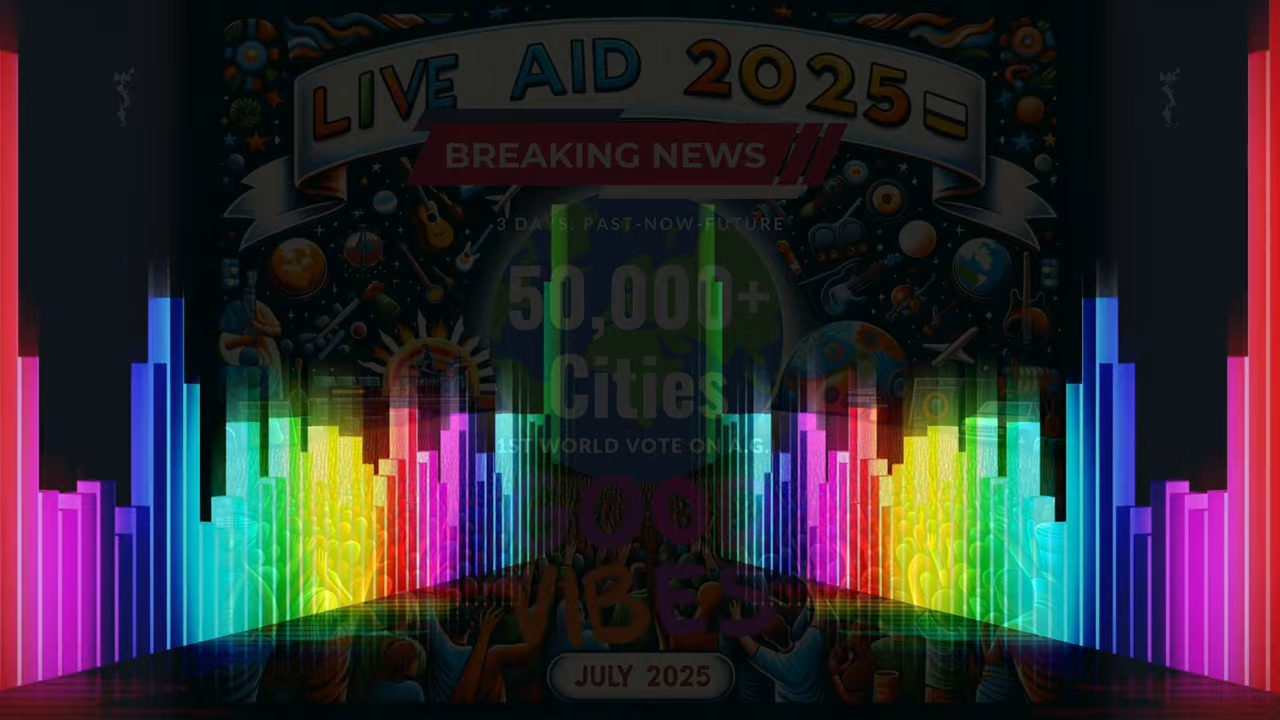 LIVE AID 2025
BREAKING NEWS
3 DAYS: PAST-NOW-FUTURE
50,000+
Cities
1ST WORLD VOTE ON A.G.
GOOD
VIBES
JULY 2025